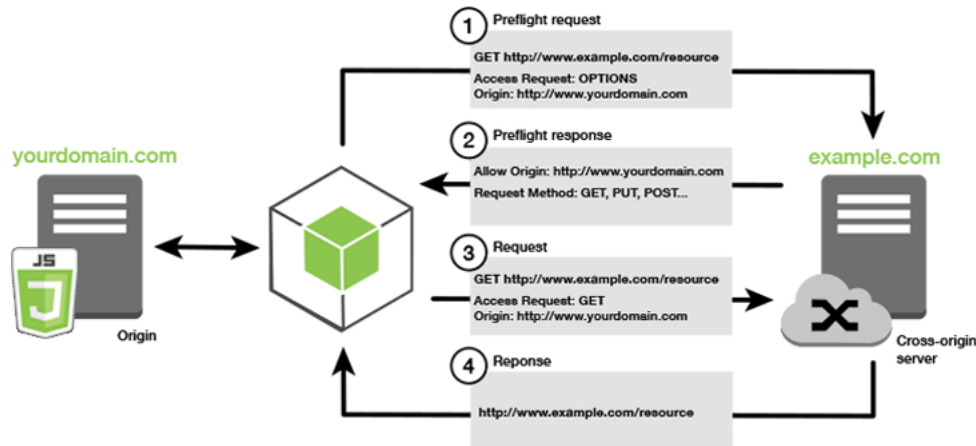 1 Preflight request
GET http://www.example.com/resource
Access Request: OPTIONS
Origin: http://www.yourdomain.com
2 Preflight response
yourdomain.com
example.com
Allow Origin: http://www.yourdomain.com
Request Method: GET, PUT, POST...
3 Request
GET http://www.example.com/resource
Access Request: GET
Origin: http://www.yourdomain.com
JS
Origin
Cross-origin
server
4 Reponse
http://www.example.com/resource